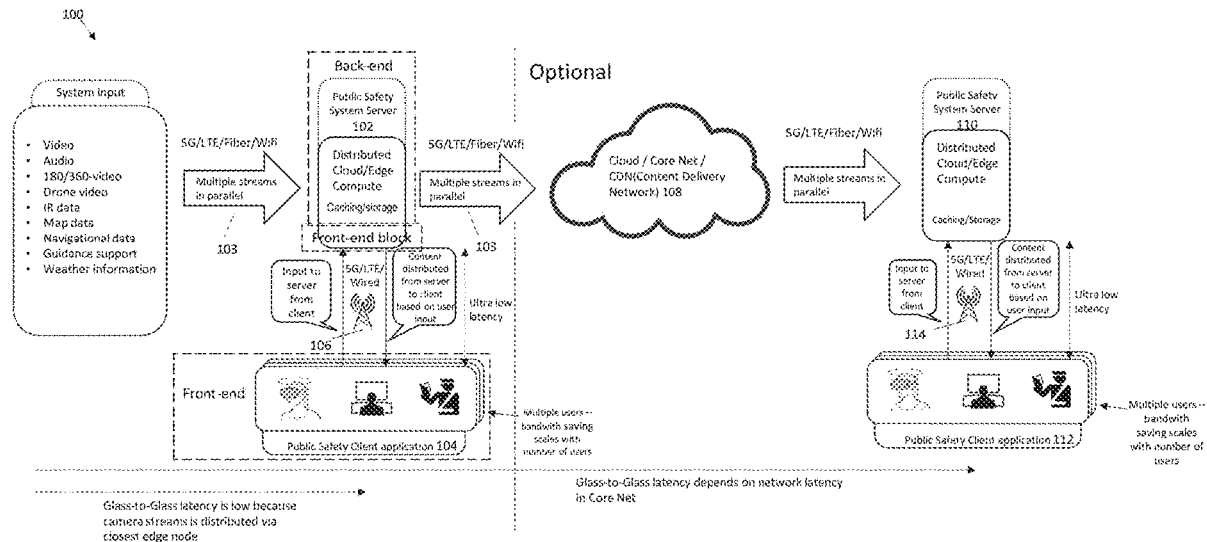 100
System input
• Video
• Audio
• 180/360-video
• Drone video
• IR data
• Map data
• Navigational data
• Guidance support
• Weather information
5G/LTE/Fiber/Wifi
Multiple streams
in parallel
103
Back-end
Public Safety
System Server
102
Distributed
Cloud/Edge
Compute
Caching/storage
Front-end block
5G/LTE/Fiber/Wifi
Multiple streams in
parallel
103
Input to
server
from
client
5G/LTE/
Wired
106
Content
distributed
from server
to client
based on user
input
Ultra low
latency
Front-end
Public Safety Client application 104
Multiple users --
bandwith saving
scales with
number of users
Optional
Cloud / Core Net /
CDN(Content Delivery
Network) 108
5G/LTE/Fiber/Wifi
Multiple streams in
parallel
Public Safety
System Server
110
Distributed
Cloud/Edge
Compute
Caching/Storage
Input to
server
from
client
5G/LTE/
Wired
114
Content
distributed
from server
to client
based on
user input
Ultra low
latency
Public Safety Client application 112
Multiple users --
bandwith saving
scales
with number of
users
Glass-to-Glass latency depends on network latency
in Core Net
Glass-to-Glass latency is low because
camera streams is distributed via
closest edge node